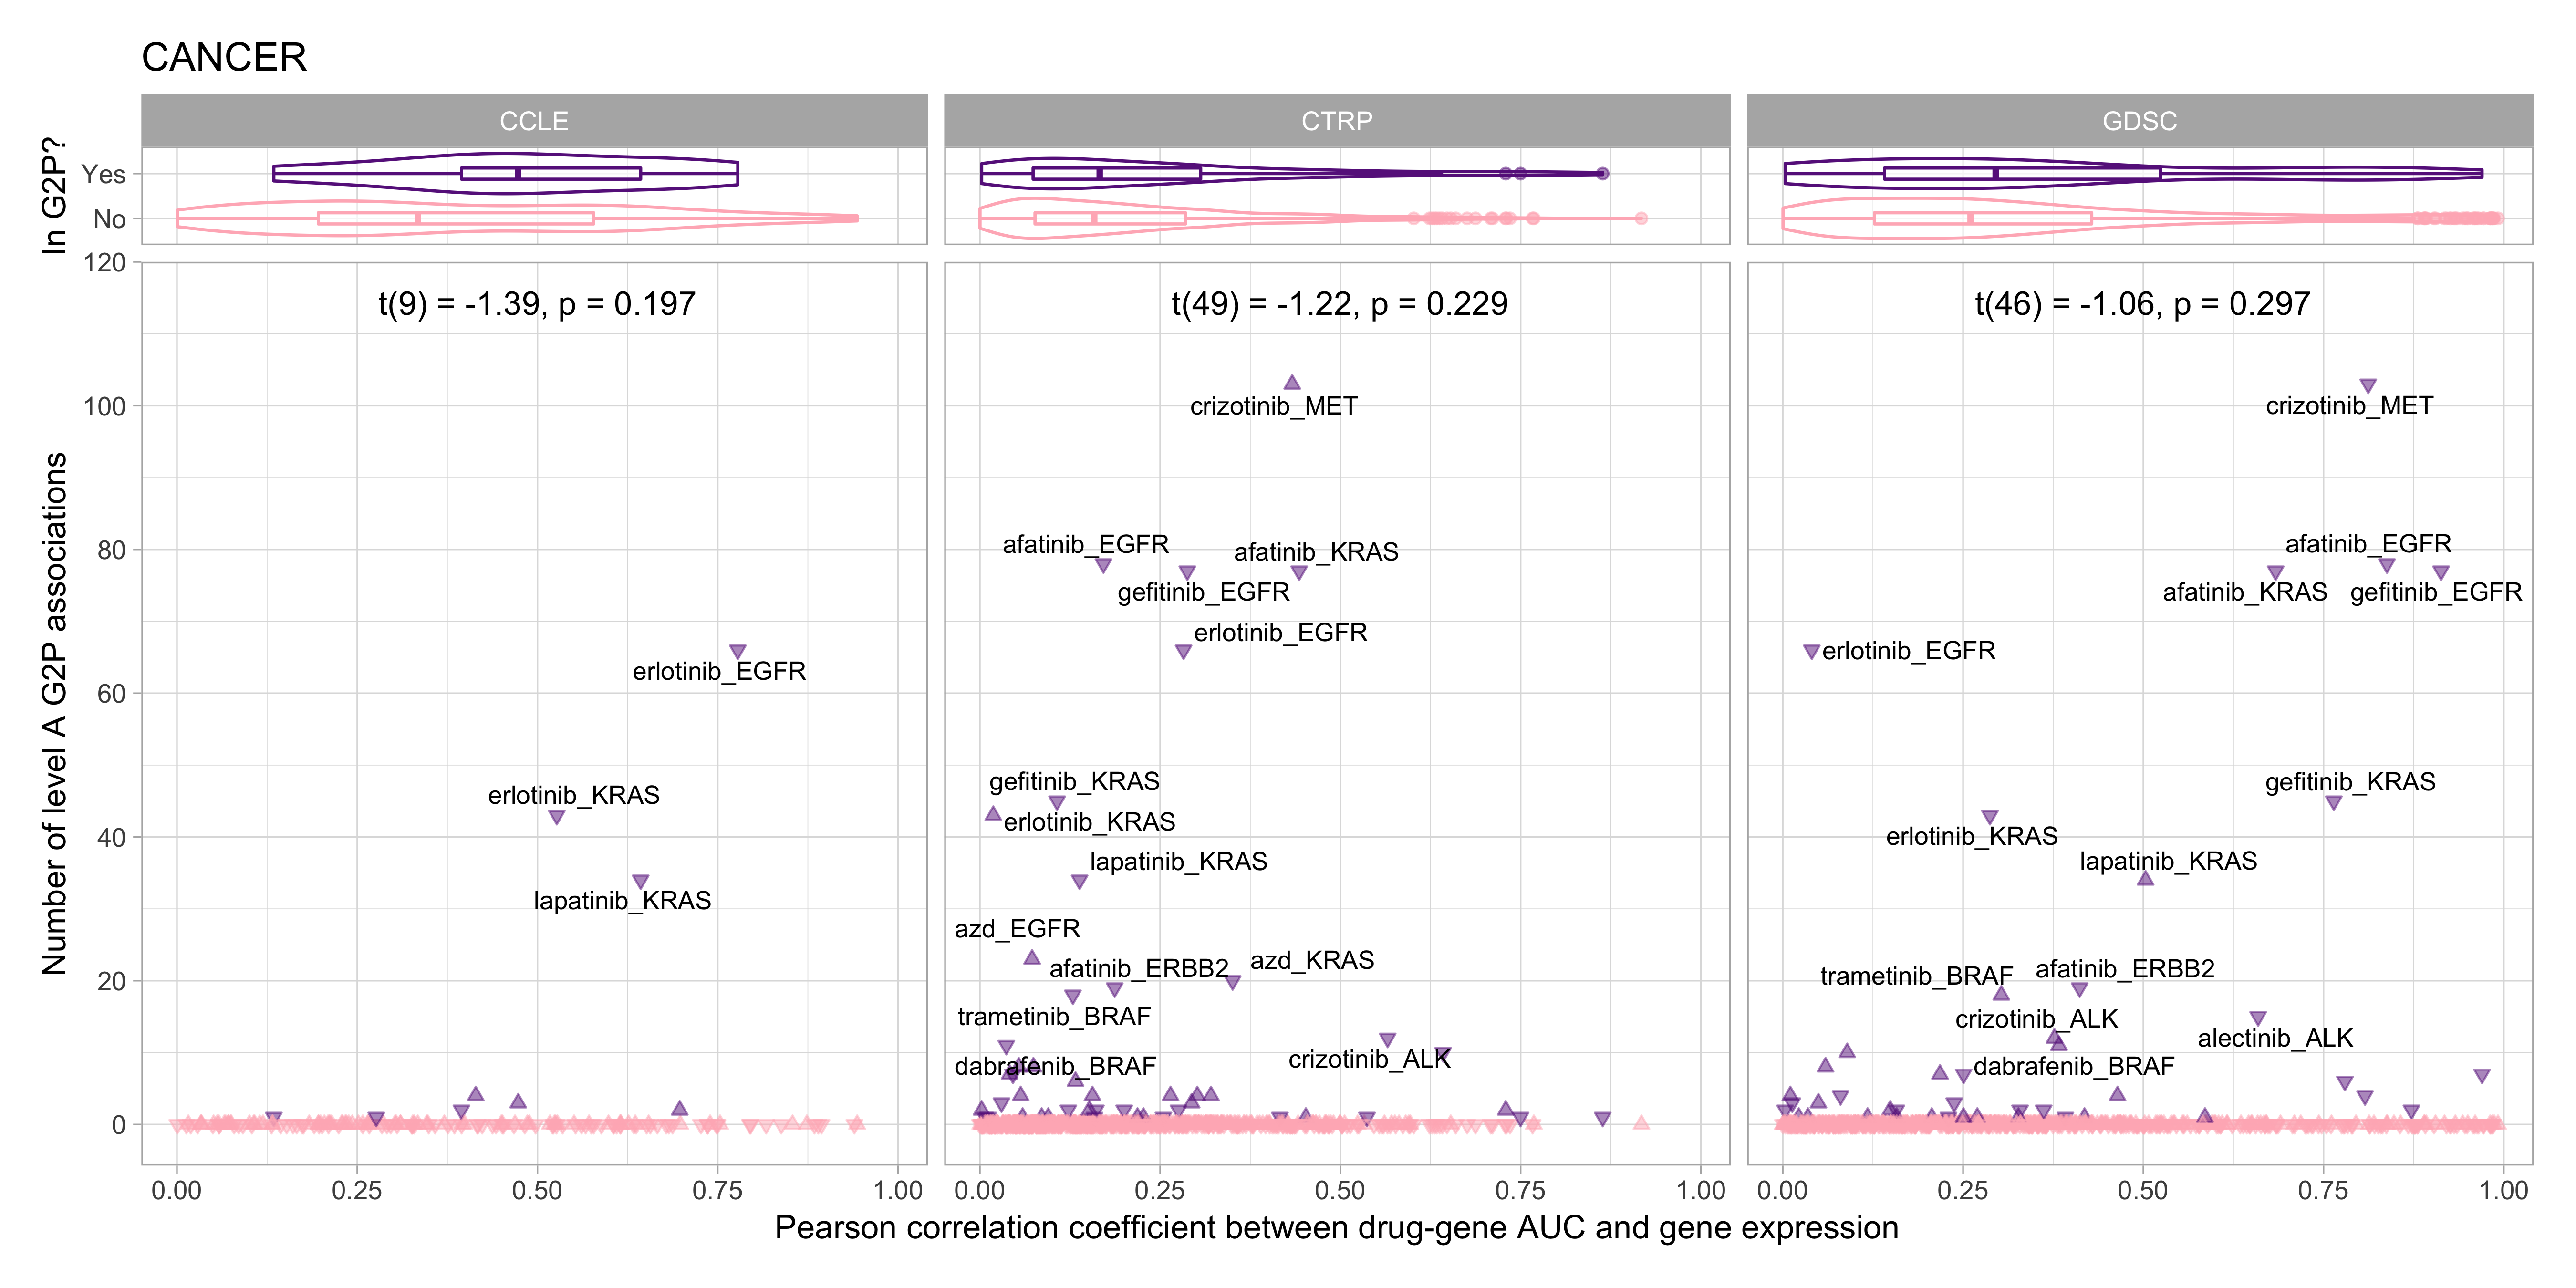 CANCER
CCLE
CTRP
GDSC
In G2P?
Yes
No
Number of level A G2P associations
120
100
80
60
40
20
0
t(9) = -1.39, p = 0.197
erlotinib_EGFR
erlotinib_KRAS
lapatinib_KRAS
t(49) = -1.22, p = 0.229
crizotinib_MET
afatinib_EGFR
afatinib_KRAS
gefitinib_EGFR
erlotinib_EGFR
gefitinib_KRAS
erlotinib_KRAS
lapatinib_KRAS
azd_EGFR
afatinib_ERBB2
azd_KRAS
trametinib_BRAF
dabrafenib_BRAF
crizotinib_ALK
t(46) = -1.06, p = 0.297
crizotinib_MET
afatinib_EGFR
afatinib_KRAS
gefitinib_EGFR
erlotinib_EGFR
gefitinib_KRAS
erlotinib_KRAS
lapatinib_KRAS
trametinib_BRAF
afatinib_ERBB2
crizotinib_ALK
alectinib_ALK
dabrafenib_BRAF
0.00 0.25 0.50 0.75 1.00
0.00 0.25 0.50 0.75 1.00
0.00 0.25 0.50 0.75 1.00
Pearson correlation coefficient between drug-gene AUC and gene expression